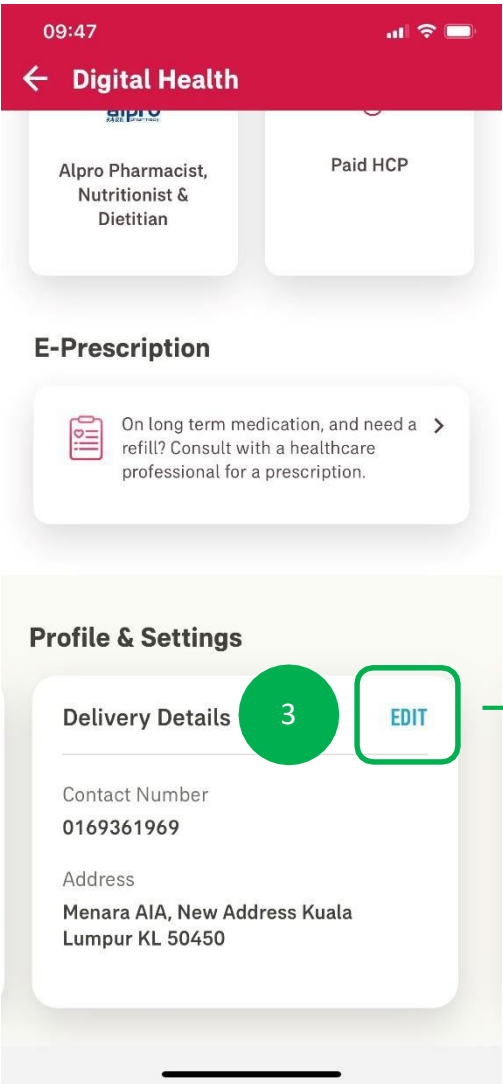 09:47
Digital Health
alpro
Alpro Pharmacist,
Nutritionist &
Dietitian
Paid HCP
E-Prescription
On long term medication, and need a
refill? Consult with a healthcare
professional for a prescription.
Profile & Settings
Delivery Details
3
EDIT
Contact Number
0169361969
Address
Menara AIA, New Address Kuala
Lumpur KL 50450